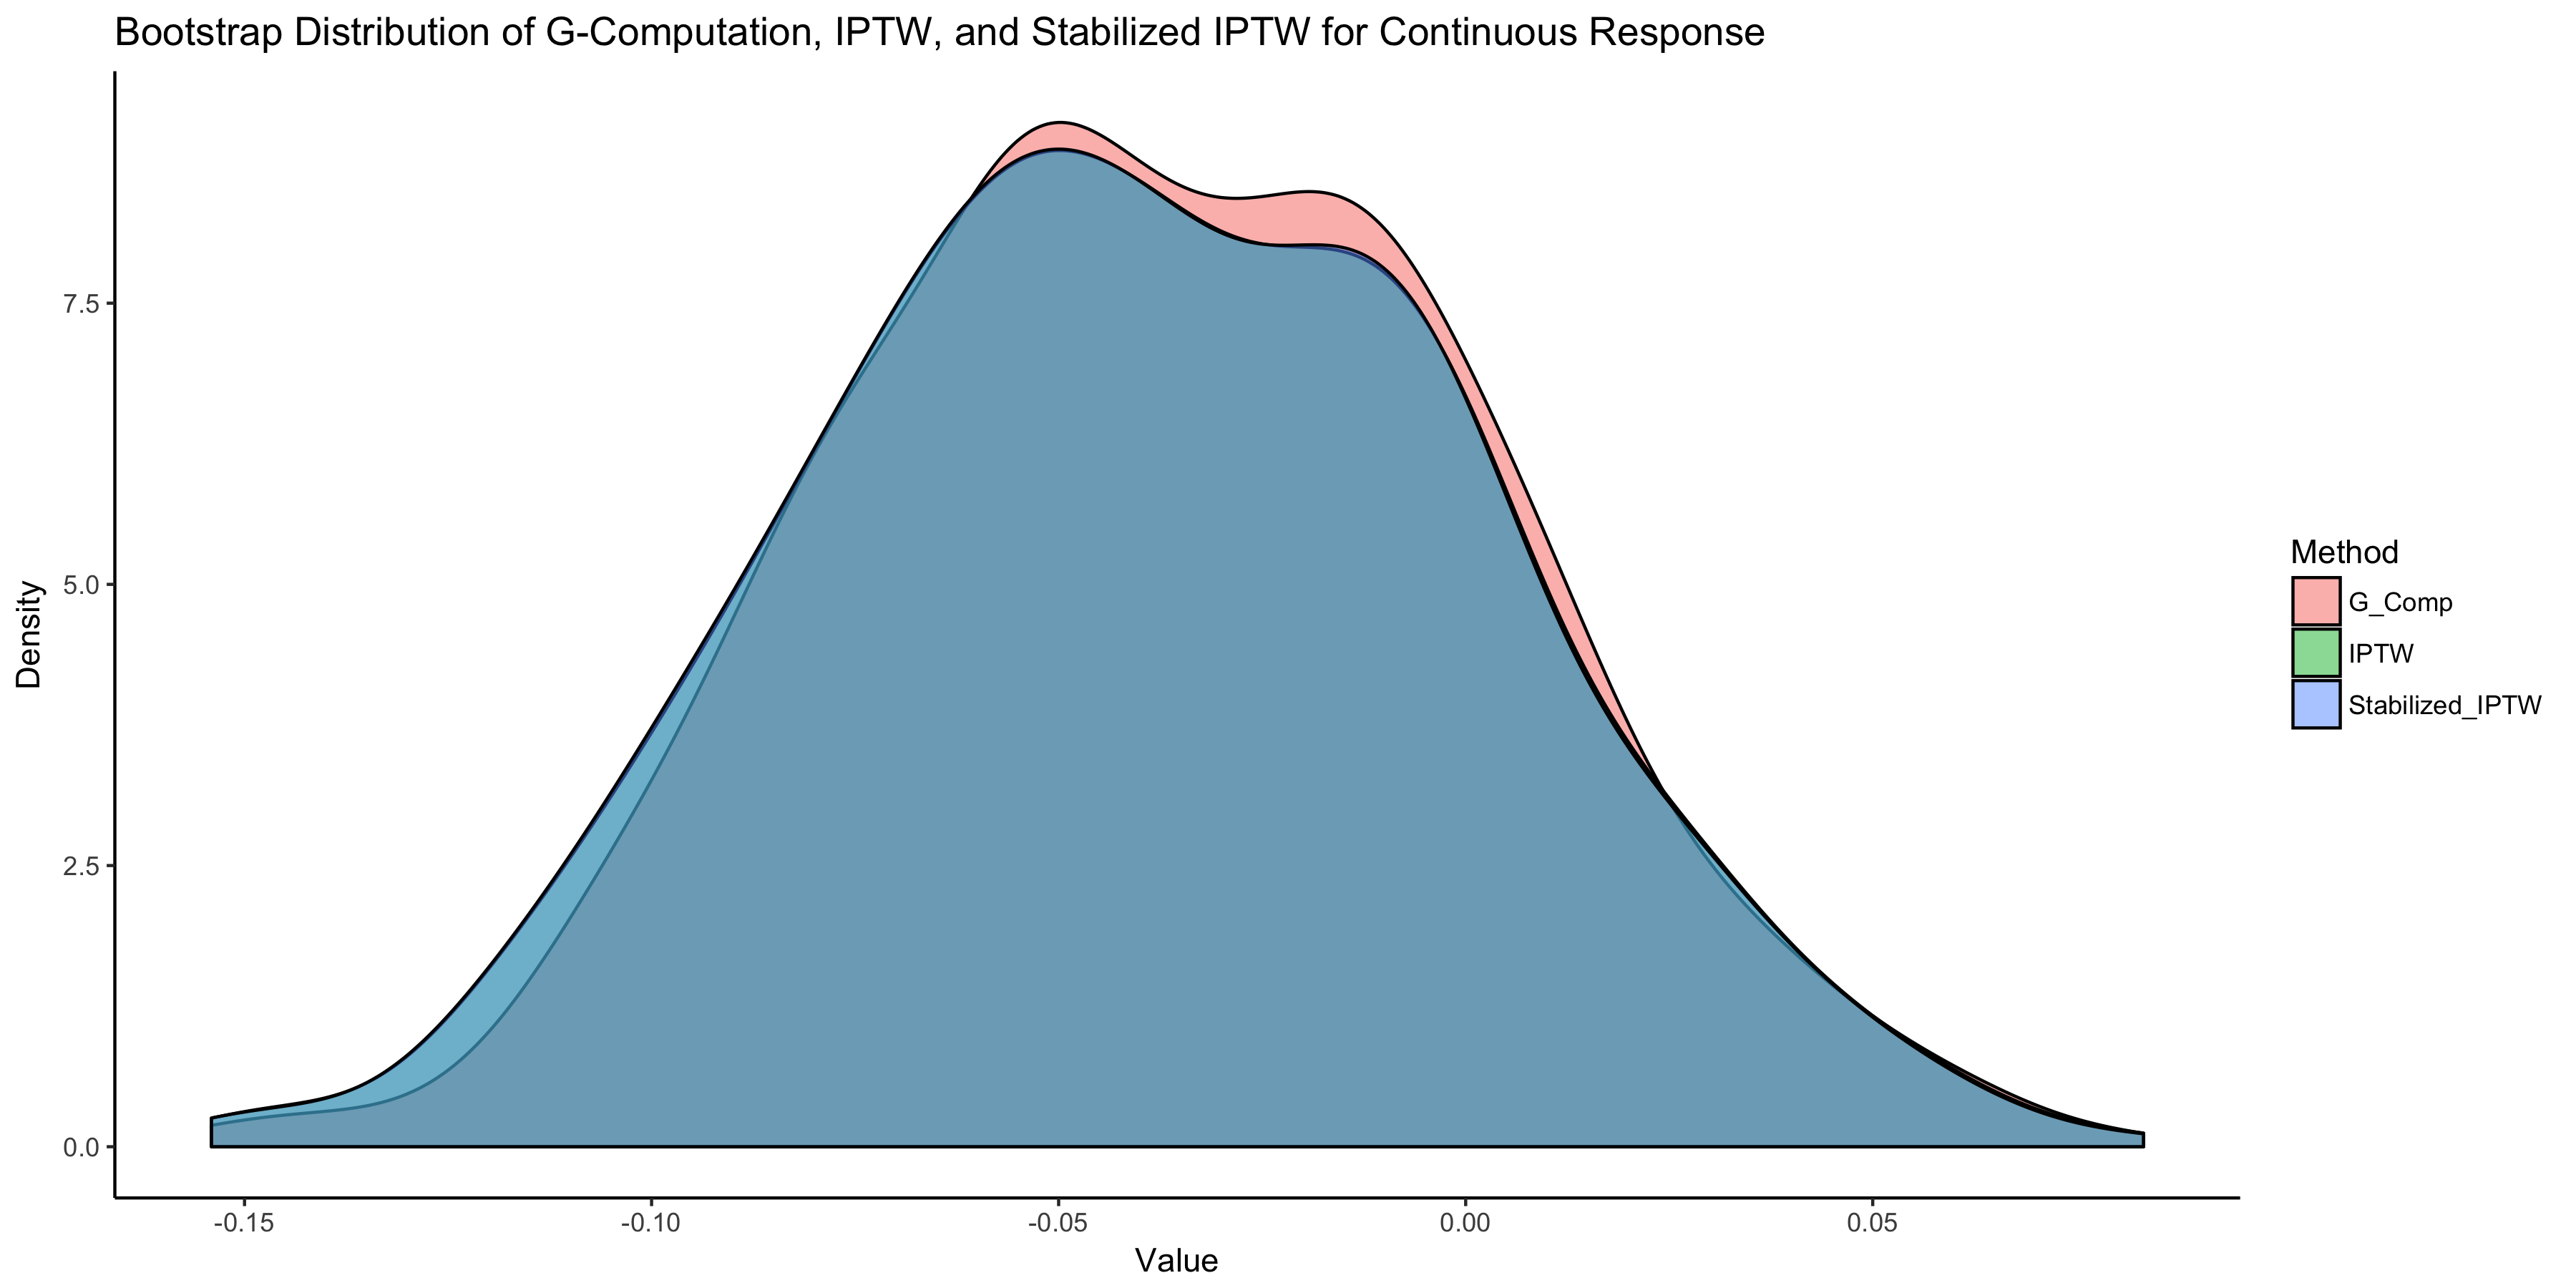 Bootstrap Distribution of G-Computation, IPTW, and Stabilized IPTW for Continuous Response
Density
7.5
5.0
2.5
0.0
-0.15
-0.10
-0.05
0.00
0.05
Value
Method
G_Comp
IPTW
Stabilized_IPTW